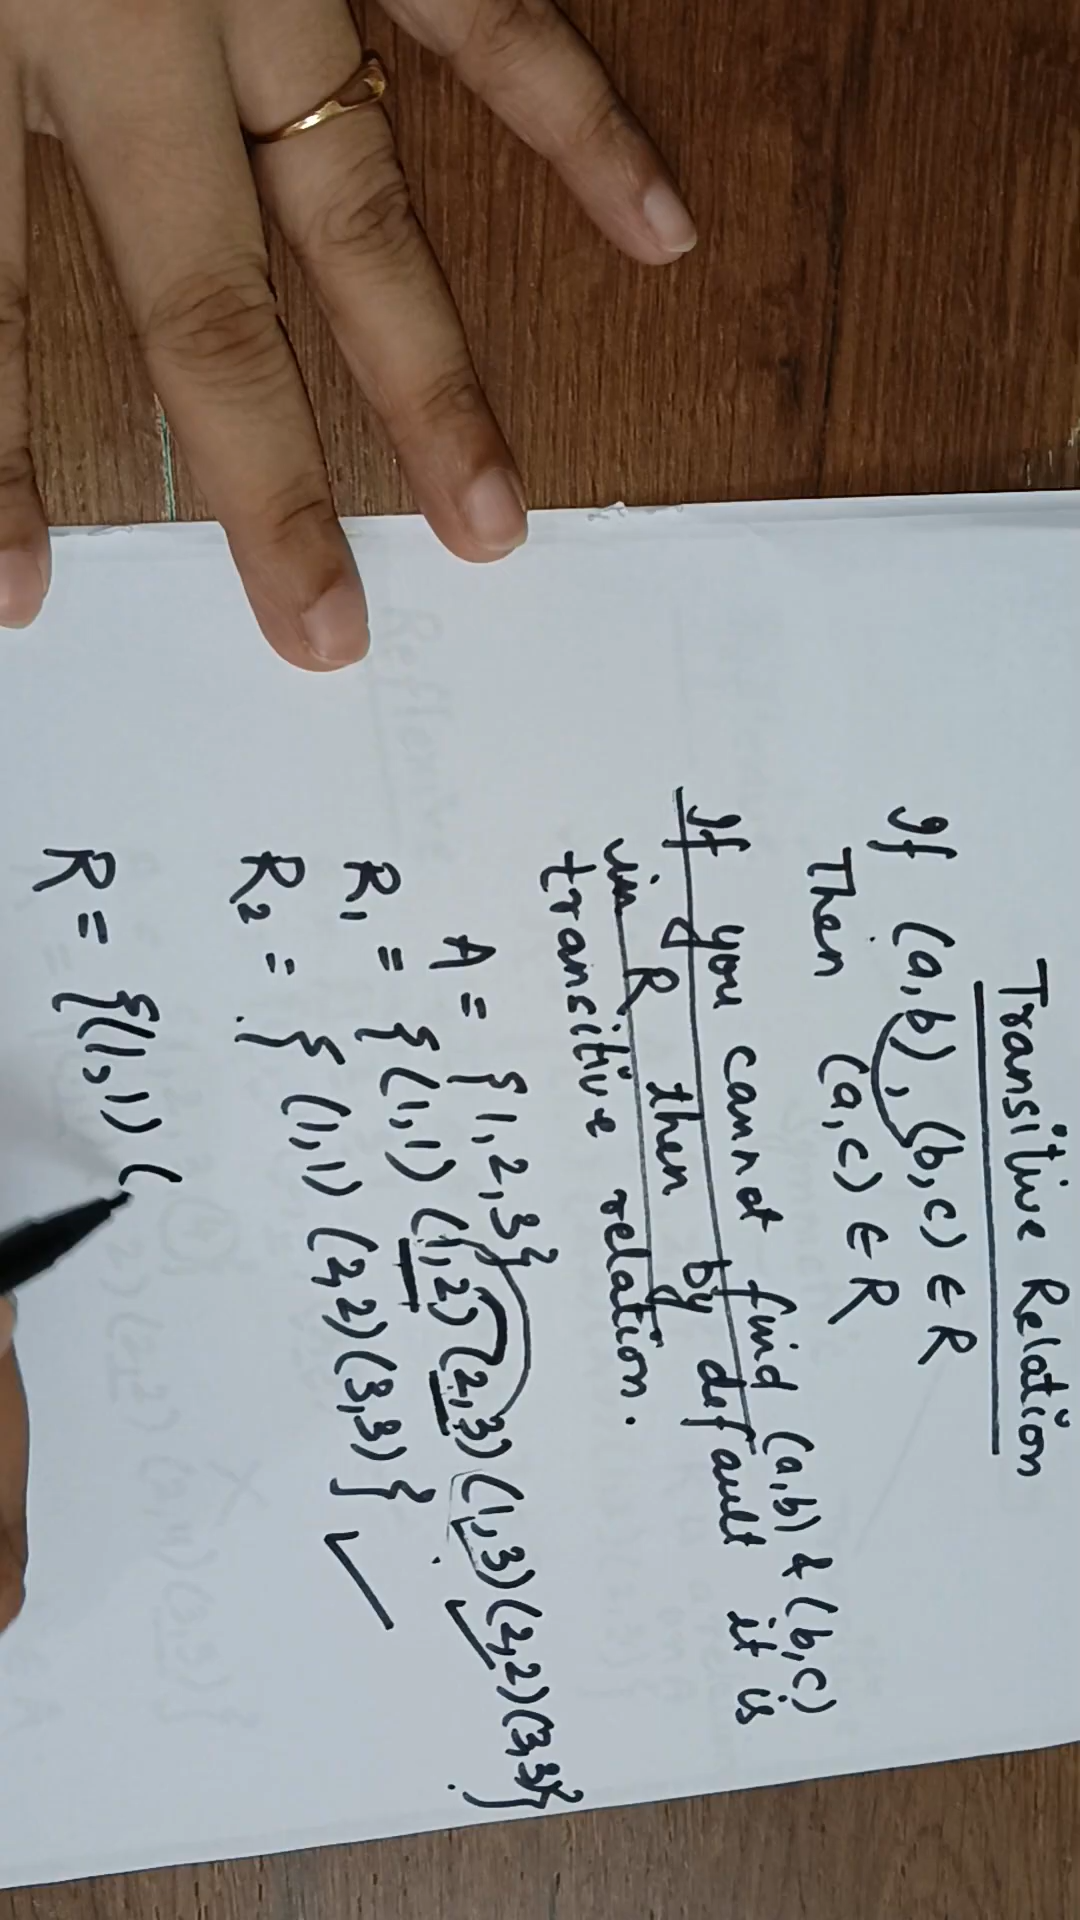 Transitive Relation
If (a,b), (b,c) ∈ R
Then (a,c) ∈ R
If you cannot find (a,b) & (b,c)
in R then by default it is
transitive relation.
A = {1,2,3}
R₁ = {(1,1) (1,2) (2,3) (1,3) (2,2) (3,3)}
R₂ = { (1,1) (2,2) (3,3) } ✓
R = {(1,1) (